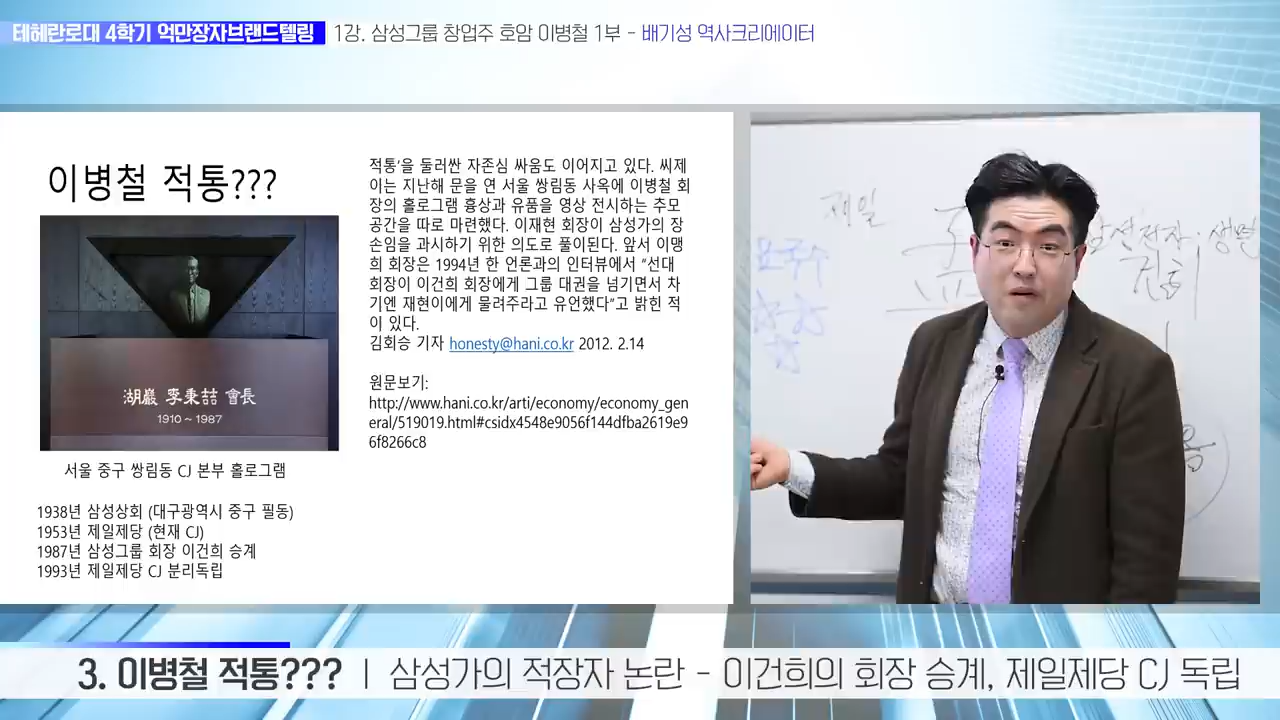 테헤란로대 4학기 억만장자브랜드텔링 1강. 삼성그룹 창업주 호암 이병철 1부 - 배기성 역사크리에이터
이병철 적통???
湖巖 李秉喆 會長
1910 ~ 1987
서울 중구 쌍림동 CJ 본부 홀로그램
1938년 삼성상회 (대구광역시 중구 필동)
1953년 제일제당 (현재 CJ)
1987년 삼성그룹 회장 이건희 승계
1993년 제일제당 CJ 분리독립
적통'을 둘러싼 자존심 싸움도 이어지고 있다. 씨제
이는 지난해 문을 연 서울 쌍림동 사옥에 이병철 회
장의 홀로그램 흉상과 유품을 영상 전시하는 추모
공간을 따로 마련했다. 이재현 회장이 삼성가의 장
손임을 과시하기 위한 의도로 풀이된다. 앞서 이맹
희 회장은 1994년 한 언론과의 인터뷰에서 "선대
회장이 이건희 회장에게 그룹 대권을 넘기면서 차
기엔 재현이에게 물려주라고 유언했다"고 밝힌 적
이 있다.
김회승 기자 honesty@hani.co.kr 2012. 2.14
원문보기:
http://www.hani.co.kr/arti/economy/economy_gen
eral/519019.html#csidx4548e9056f144dfba2619e9
6f8266c8
제일
3. 이병철 적통??? | 삼성가의 적장자 논란 - 이건희의 회장 승계, 제일제당 CJ 독립